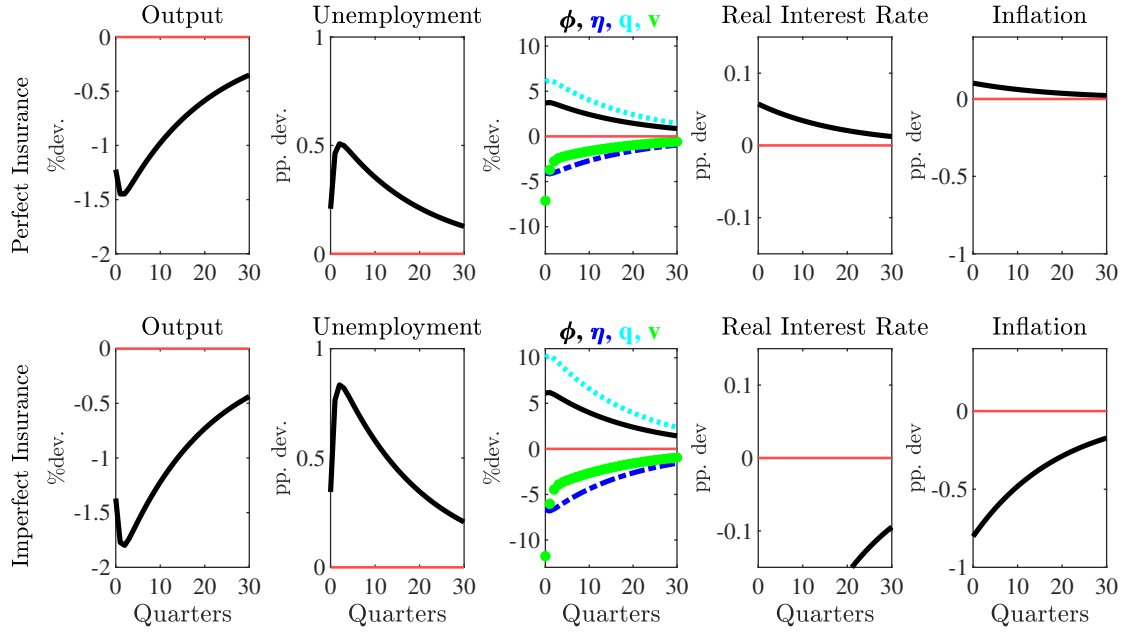 Output
Unemployment
ϕ, η, q, v
Real Interest Rate
Inflation
Perfect Insurance
%dev.
0
-0.5
-1
-1.5
-2
0 10 20 30
pp. dev.
1
0.5
0
0 10 20 30
%dev.
10
5
0
-5
-10
0 10 20 30
pp. dev
0.1
0
-0.1
0 10 20 30
pp. dev
0
-0.5
-1
0 10 20 30
Output
Unemployment
ϕ, η, q, v
Real Interest Rate
Inflation
Imperfect Insurance
%dev.
0
-0.5
-1
-1.5
-2
0 10 20 30
Quarters
pp. dev.
1
0.5
0
0 10 20 30
Quarters
%dev.
10
5
0
-5
-10
0 10 20 30
Quarters
pp. dev
0.1
0
-0.1
0 10 20 30
Quarters
pp. dev
0
-0.5
-1
0 10 20 30
Quarters